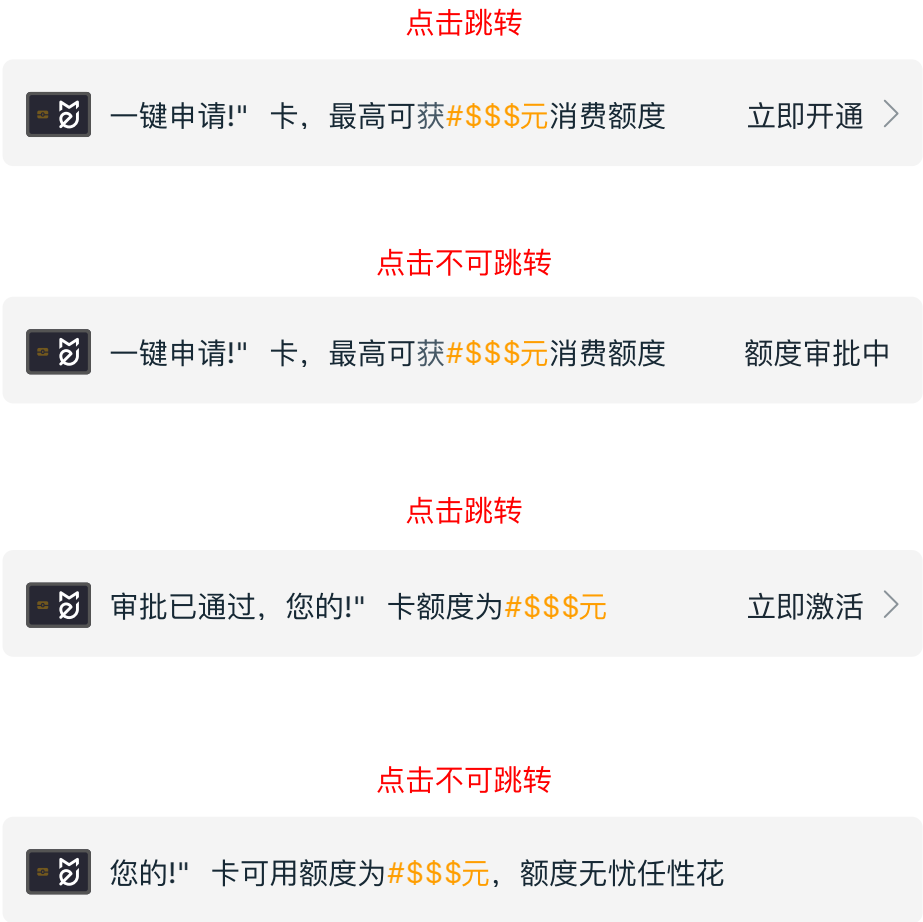 点击跳转
一键申请!" 卡，最高可获#$$$元消费额度 立即开通
点击不可跳转
一键申请!" 卡，最高可获#$$$元消费额度 额度审批中
点击跳转
审批已通过，您的!" 卡额度为#$$$元 立即激活
点击不可跳转
您的!" 卡可用额度为#$$$元，额度无忧任性花